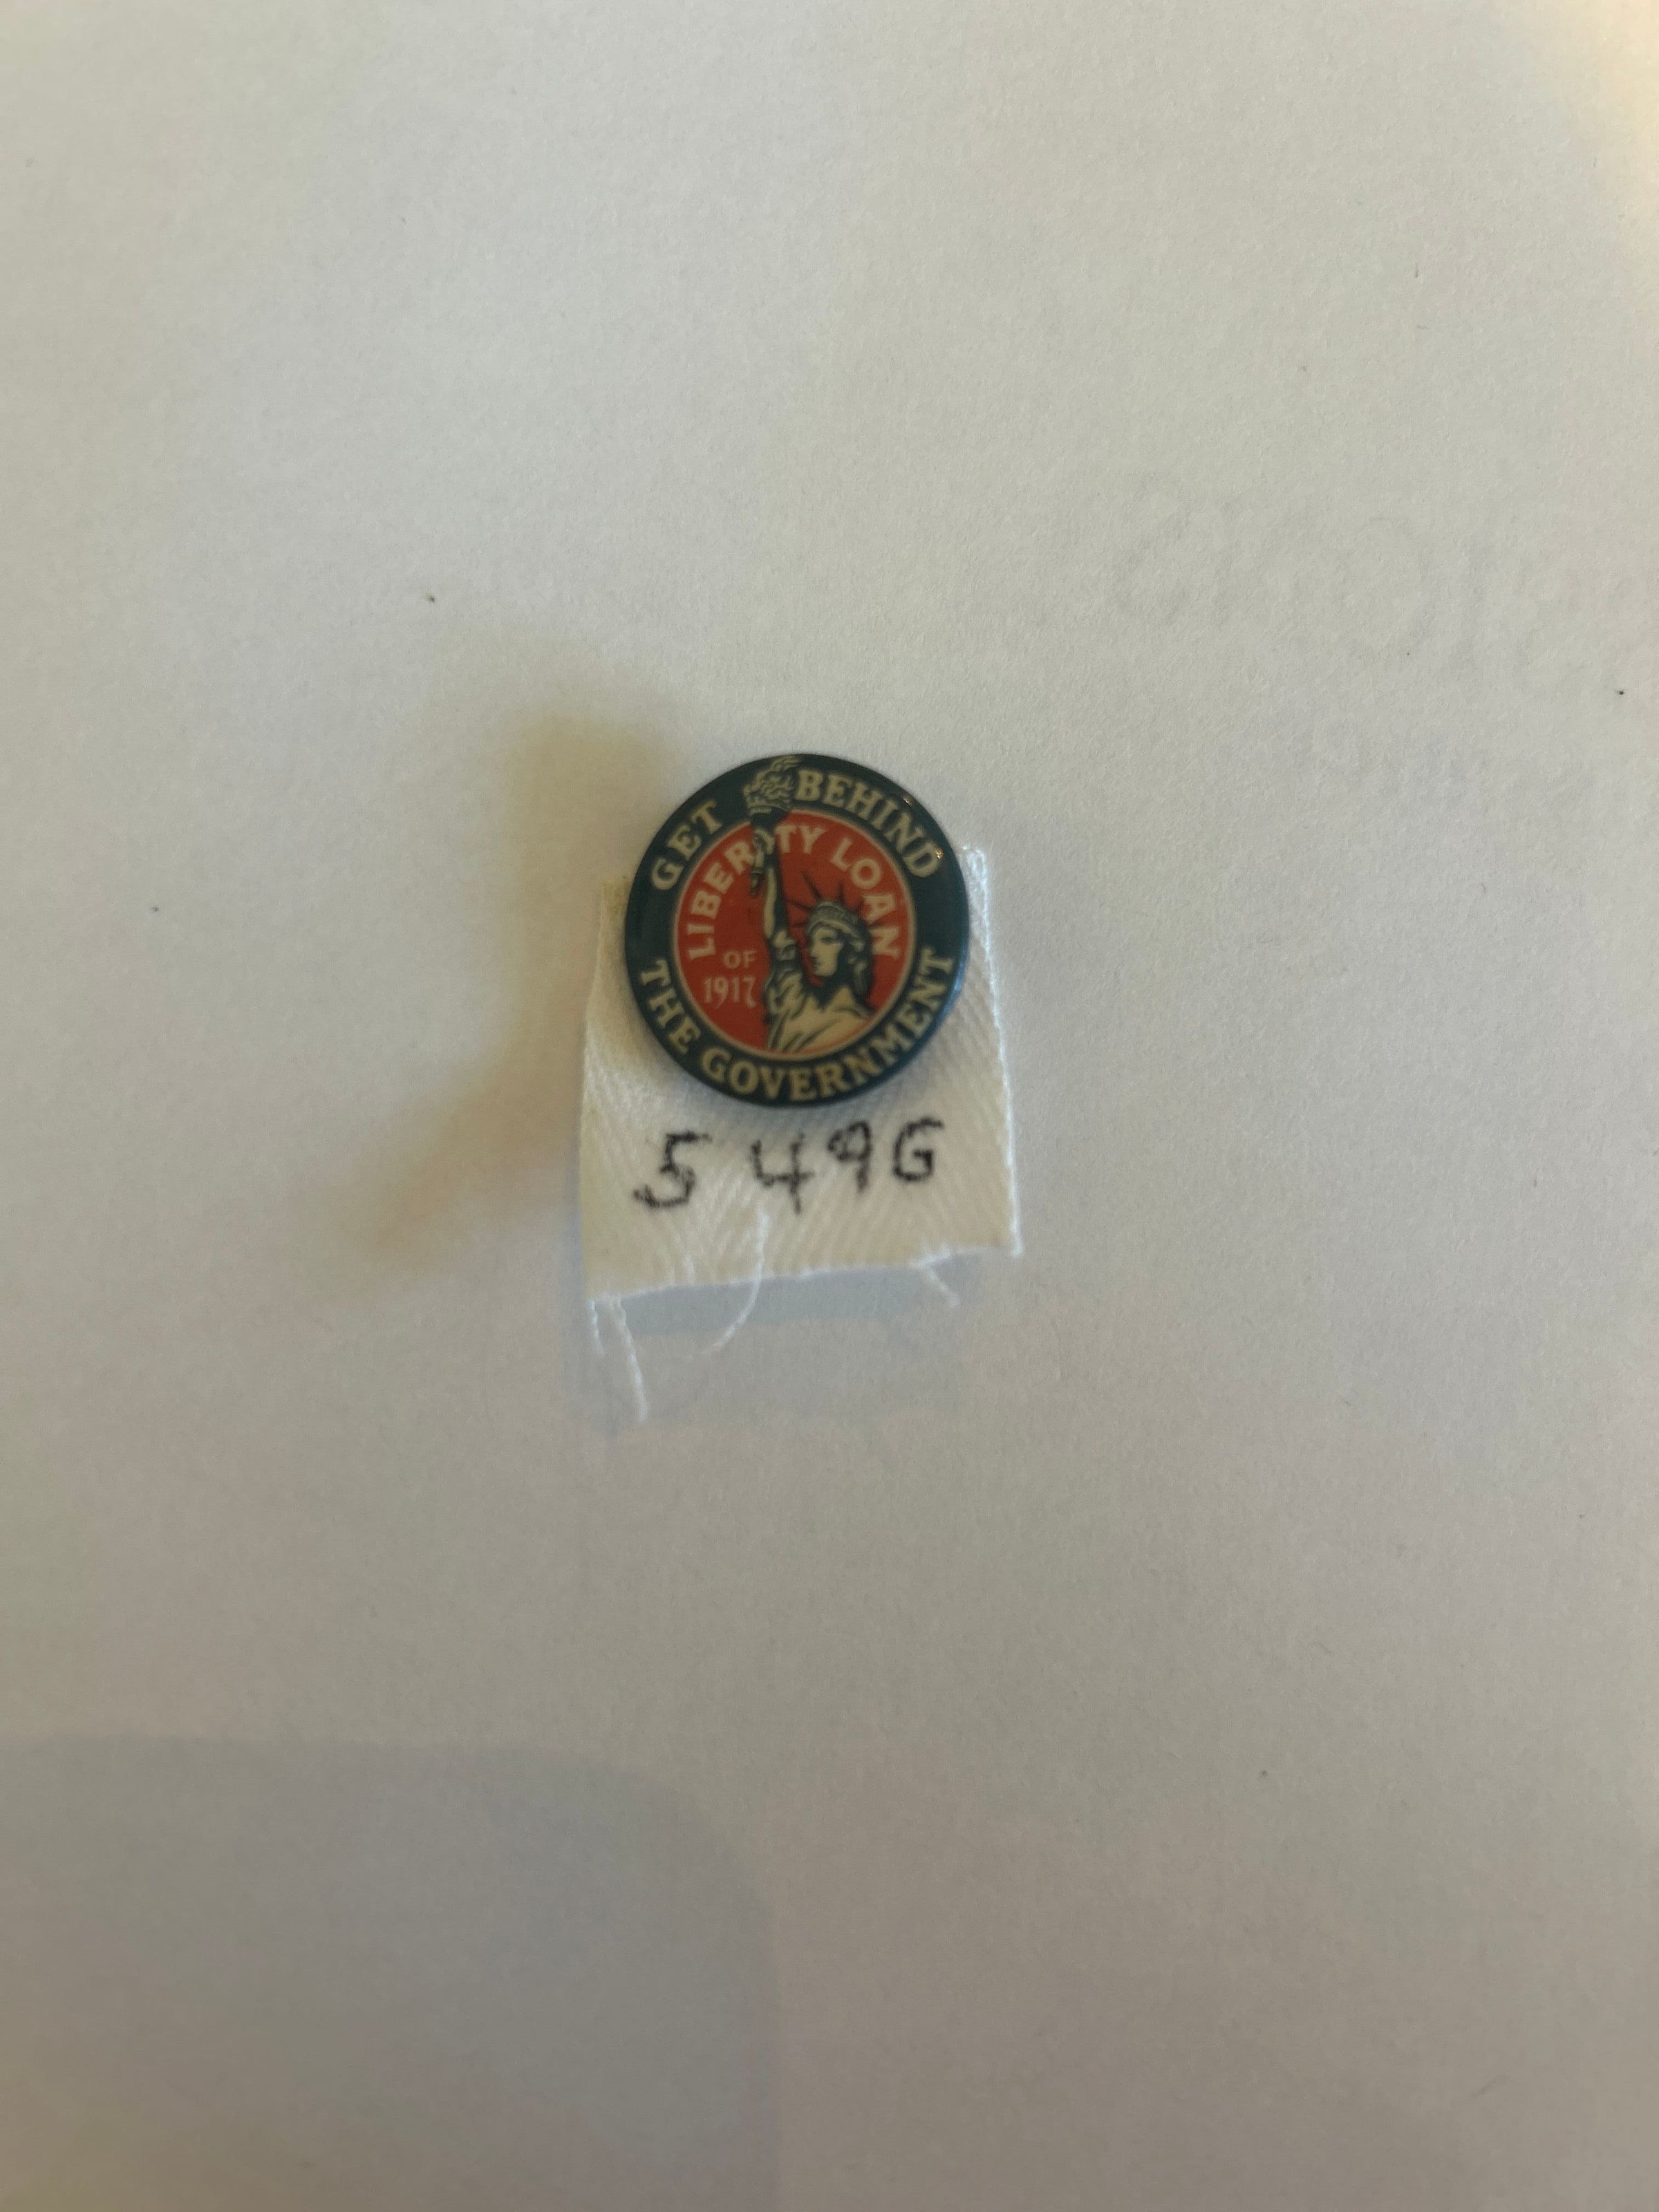 GET BEHIND
LIBERTY LOAN
OF
1917
THE GOVERNMENT
549G